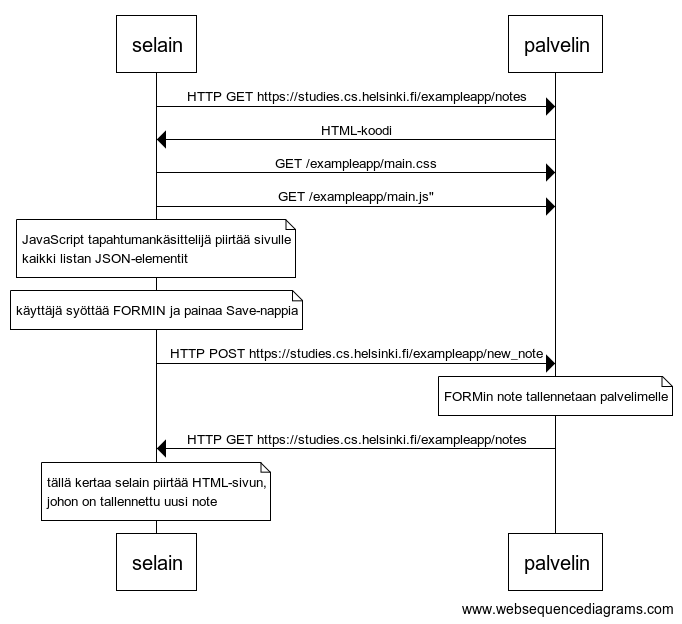 selain
palvelin
HTTP GET https://studies.cs.helsinki.fi/exampleapp/notes
HTML-koodi
GET /exampleapp/main.css
GET /exampleapp/main.js"
JavaScript tapahtumankäsittelijä piirtää sivulle
kaikki listan JSON-elementit
käyttäjä syöttää FORMIN ja painaa Save-nappia
HTTP POST https://studies.cs.helsinki.fi/exampleapp/new_note
FORMin note tallennetaan palvelimelle
HTTP GET https://studies.cs.helsinki.fi/exampleapp/notes
tällä kertaa selain piirtää HTML-sivun,
johon on tallennettu uusi note
selain
palvelin
www.websequencediagrams.com